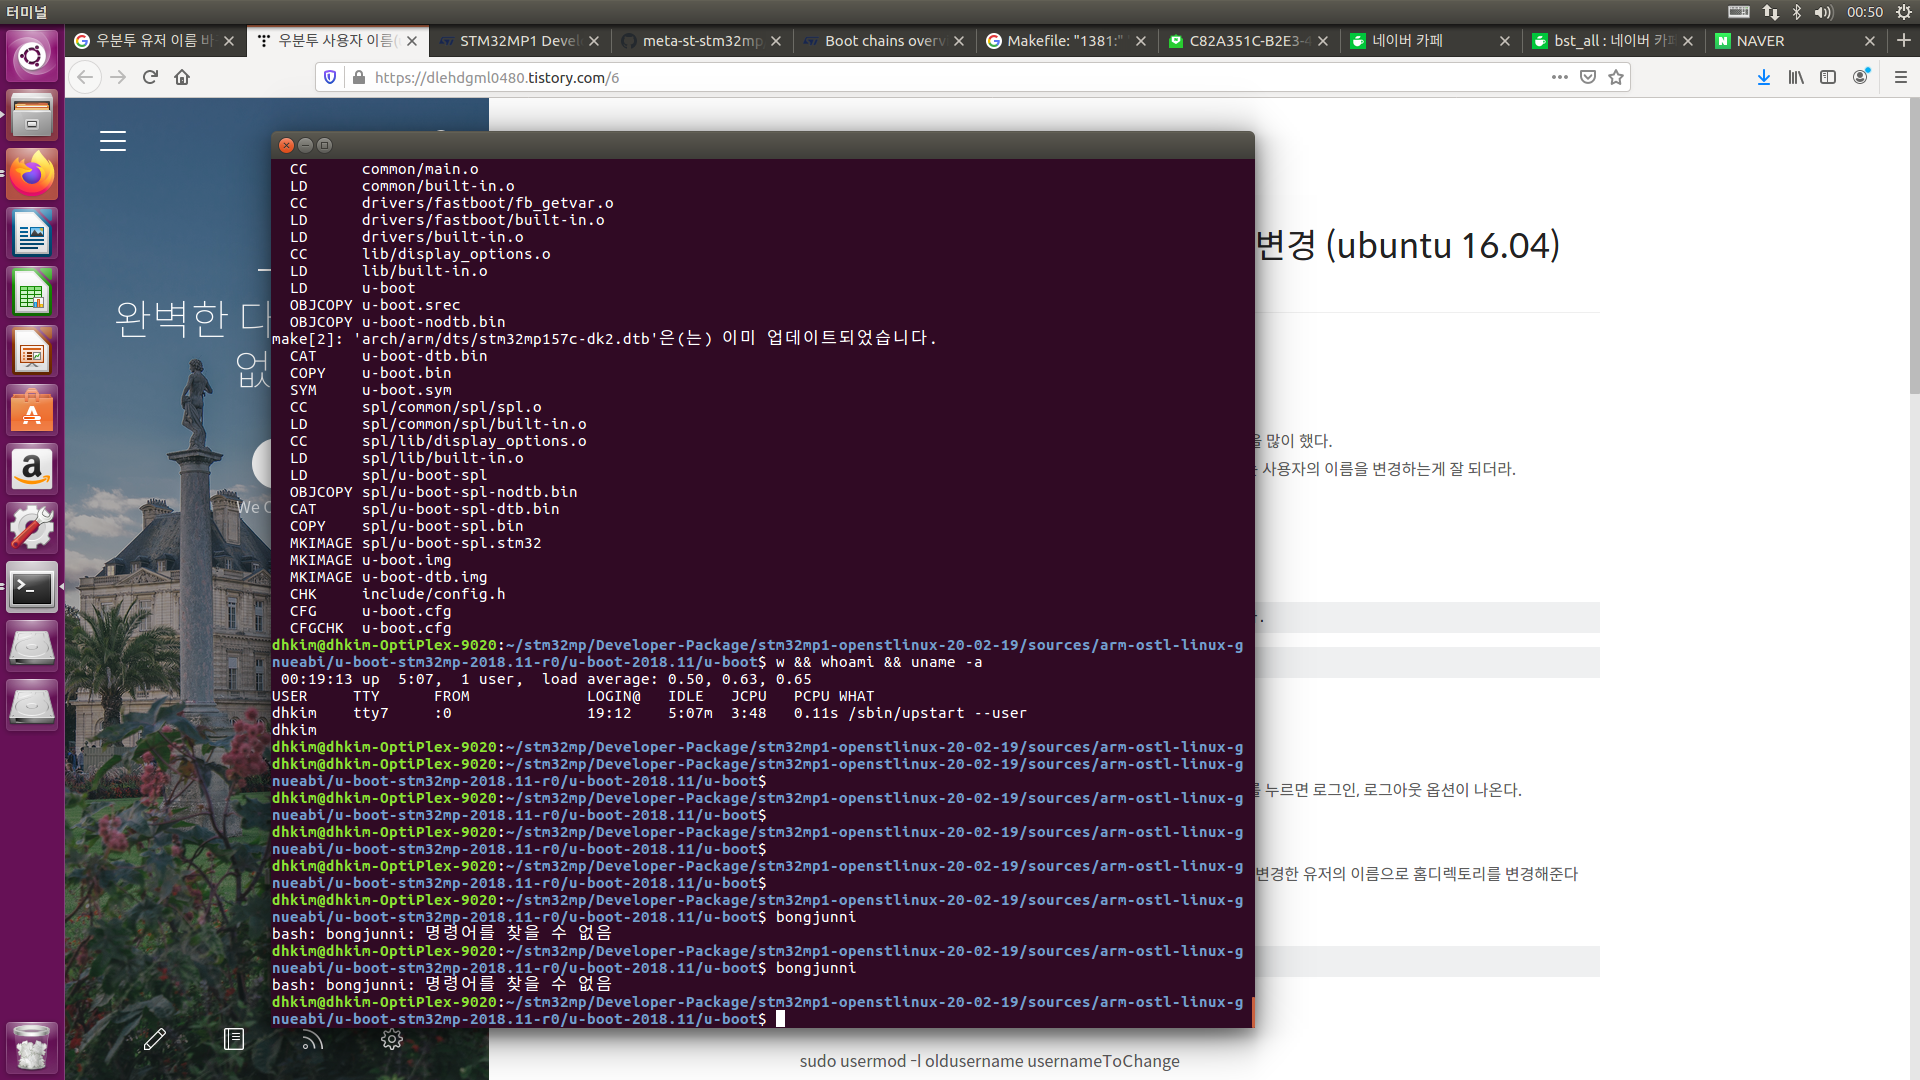 터미널
00:50
우분투 유저 이름 바
우분투 사용자 이름(
STM32MP1 Devel
meta-st-stm32mp
Boot chains over
Makefile: "1381:"
C82A351C-B2E3-4
네이버 카페
bst_all : 네이버 카
NAVER
https://dlehdgml0480.tistory.com/6
변경 (ubuntu 16.04)
완벽한 다
없
We C
을 많이 했다.
는 사용자의 이름을 변경하는게 잘 되더라.
를 누르면 로그인, 로그아웃 옵션이 나온다.
변경한 유저의 이름으로 홈디렉토리를 변경해준다
CC common/main.o
LD common/built-in.o
CC drivers/fastboot/fb_getvar.o
LD drivers/fastboot/built-in.o
LD drivers/built-in.o
CC lib/display_options.o
LD lib/built-in.o
LD u-boot
OBJCOPY u-boot.srec
OBJCOPY u-boot-nodtb.bin
make[2]: 'arch/arm/dts/stm32mp157c-dk2.dtb'은(는) 이미 업데이트되었습니다.
CAT u-boot-dtb.bin
COPY u-boot.bin
SYM u-boot.sym
CC spl/common/spl/spl.o
LD spl/common/spl/built-in.o
CC spl/lib/display_options.o
LD spl/lib/built-in.o
LD spl/u-boot-spl
OBJCOPY spl/u-boot-spl-nodtb.bin
CAT spl/u-boot-spl-dtb.bin
COPY spl/u-boot-spl.bin
MKIMAGE spl/u-boot-spl.stm32
MKIMAGE u-boot.img
MKIMAGE u-boot-dtb.img
CHK include/config.h
CFG u-boot.cfg
CFGCHK u-boot.cfg
dhkim@dhkim-OptiPlex-9020:~/stm32mp/Developer-Package/stm32mp1-openstlinux-20-02-19/sources/arm-ostl-linux-g
nueabi/u-boot-stm32mp-2018.11-r0/u-boot-2018.11/u-boot$ w && whoami && uname -a
00:19:13 up 5:07, 1 user, load average: 0.50, 0.63, 0.65
USER TTY FROM LOGIN@ IDLE JCPU PCPU WHAT
dhkim tty7 :0 19:12 5:07m 3:48 0.11s /sbin/upstart --user
dhkim
dhkim@dhkim-OptiPlex-9020:~/stm32mp/Developer-Package/stm32mp1-openstlinux-20-02-19/sources/arm-ostl-linux-g
dhkim@dhkim-OptiPlex-9020:~/stm32mp/Developer-Package/stm32mp1-openstlinux-20-02-19/sources/arm-ostl-linux-g
nueabi/u-boot-stm32mp-2018.11-r0/u-boot-2018.11/u-boot$
dhkim@dhkim-OptiPlex-9020:~/stm32mp/Developer-Package/stm32mp1-openstlinux-20-02-19/sources/arm-ostl-linux-g
nueabi/u-boot-stm32mp-2018.11-r0/u-boot-2018.11/u-boot$
dhkim@dhkim-OptiPlex-9020:~/stm32mp/Developer-Package/stm32mp1-openstlinux-20-02-19/sources/arm-ostl-linux-g
nueabi/u-boot-stm32mp-2018.11-r0/u-boot-2018.11/u-boot$
dhkim@dhkim-OptiPlex-9020:~/stm32mp/Developer-Package/stm32mp1-openstlinux-20-02-19/sources/arm-ostl-linux-g
nueabi/u-boot-stm32mp-2018.11-r0/u-boot-2018.11/u-boot$
dhkim@dhkim-OptiPlex-9020:~/stm32mp/Developer-Package/stm32mp1-openstlinux-20-02-19/sources/arm-ostl-linux-g
nueabi/u-boot-stm32mp-2018.11-r0/u-boot-2018.11/u-boot$ bongjunni
bash: bongjunni: 명령어를 찾을 수 없음
dhkim@dhkim-OptiPlex-9020:~/stm32mp/Developer-Package/stm32mp1-openstlinux-20-02-19/sources/arm-ostl-linux-g
nueabi/u-boot-stm32mp-2018.11-r0/u-boot-2018.11/u-boot$ bongjunni
bash: bongjunni: 명령어를 찾을 수 없음
dhkim@dhkim-OptiPlex-9020:~/stm32mp/Developer-Package/stm32mp1-openstlinux-20-02-19/sources/arm-ostl-linux-g
nueabi/u-boot-stm32mp-2018.11-r0/u-boot-2018.11/u-boot$
sudo usermod -l oldusername usernameToChange